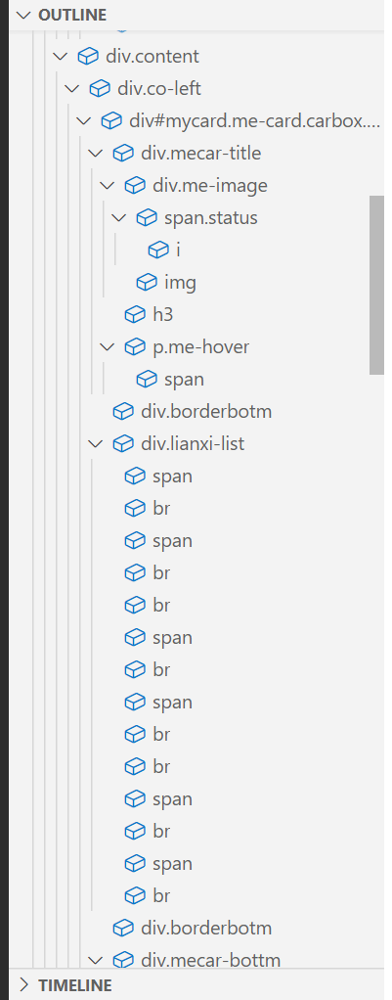 OUTLINE
div.content
div.co-left
div#mycard.me-card.carbox....
div.mecar-title
div.me-image
span.status
i
img
h3
p.me-hover
span
div.borderbotm
div.lianxi-list
span
br
span
br
br
span
br
span
br
br
span
br
span
br
div.borderbotm
div.mecar-bottm
TIMELINE